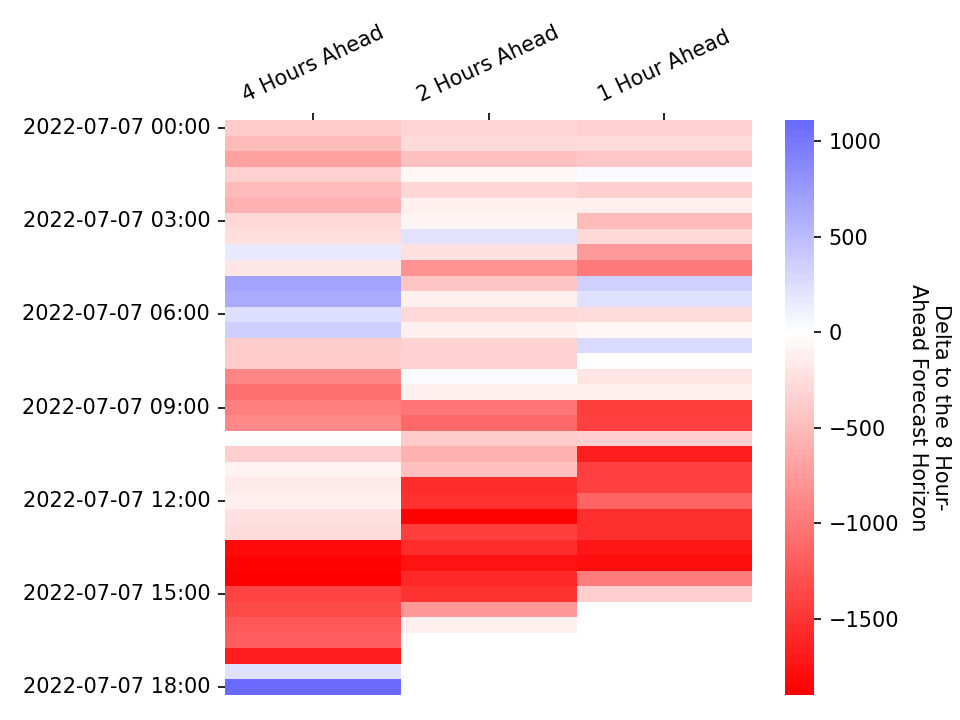 4 Hours Ahead
2 Hours Ahead
1 Hour Ahead
2022-07-07 00:00
2022-07-07 03:00
2022-07-07 06:00
2022-07-07 09:00
2022-07-07 12:00
2022-07-07 15:00
2022-07-07 18:00
1000
500
0
−500
−1000
−1500
Delta to the 8 Hour-
Ahead Forecast Horizon